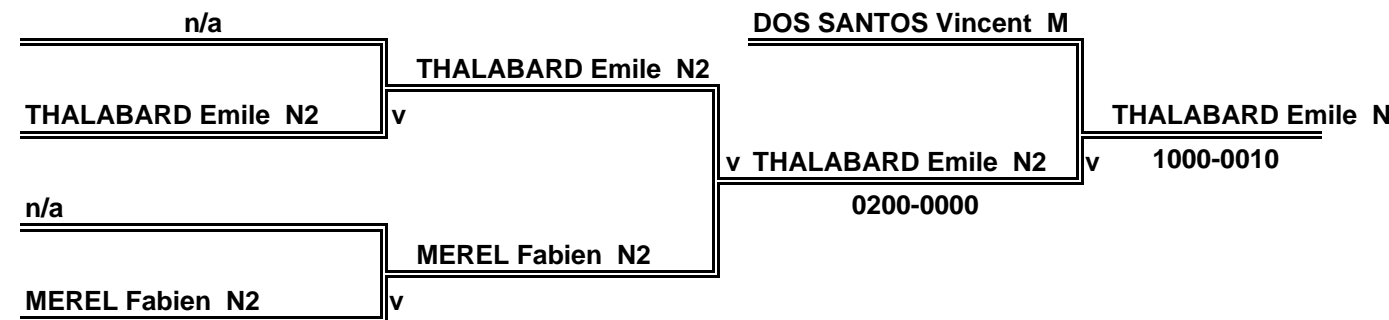 n/a
DOS SANTOS Vincent M
THALABARD Emile N2
THALABARD Emile N2
v
THALABARD Emile N
v THALABARD Emile N2
v
1000-0010
n/a
0200-0000
MEREL Fabien N2
MEREL Fabien N2
v